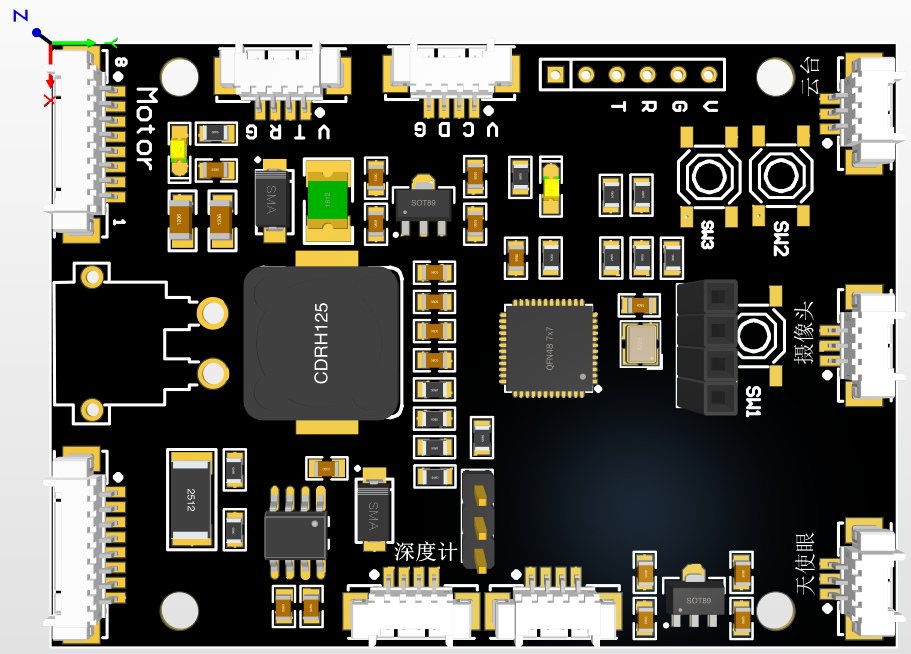 Z
Y
X
8
Motor
1
G R T V
G D C V
T R G V
云台
SMA
1812
SOT89
SW3
SW2
CDRH125
QFN48 7x7
摄像头
SW1
2512
SMA
深度计
天使眼
SOT89